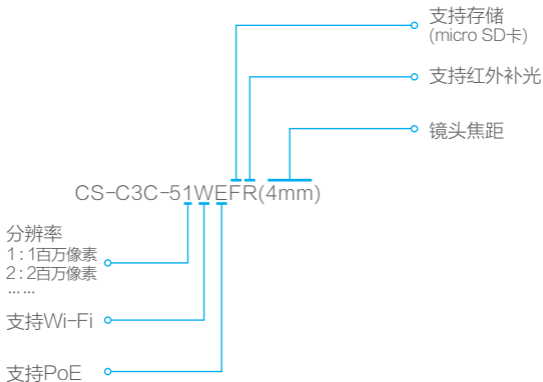 支持存储
(micro SD卡)
支持红外补光
镜头焦距
CS-C3C-51WEFR(4mm)
分辨率
1 : 1百万像素
2 : 2百万像素
……
支持Wi-Fi
支持PoE